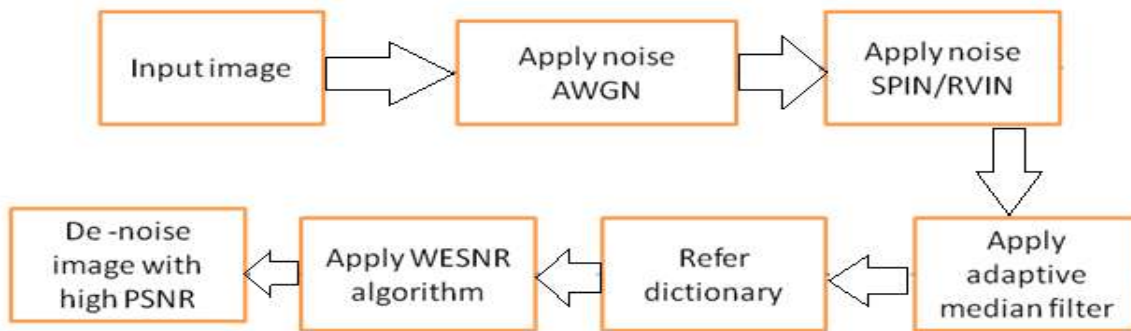 Input image
Apply noise
AWGN
Apply noise
SPIN/RVIN
Apply
adaptive
median filter
Refer
dictionary
Apply WESNR
algorithm
De -noise
image with
high PSNR